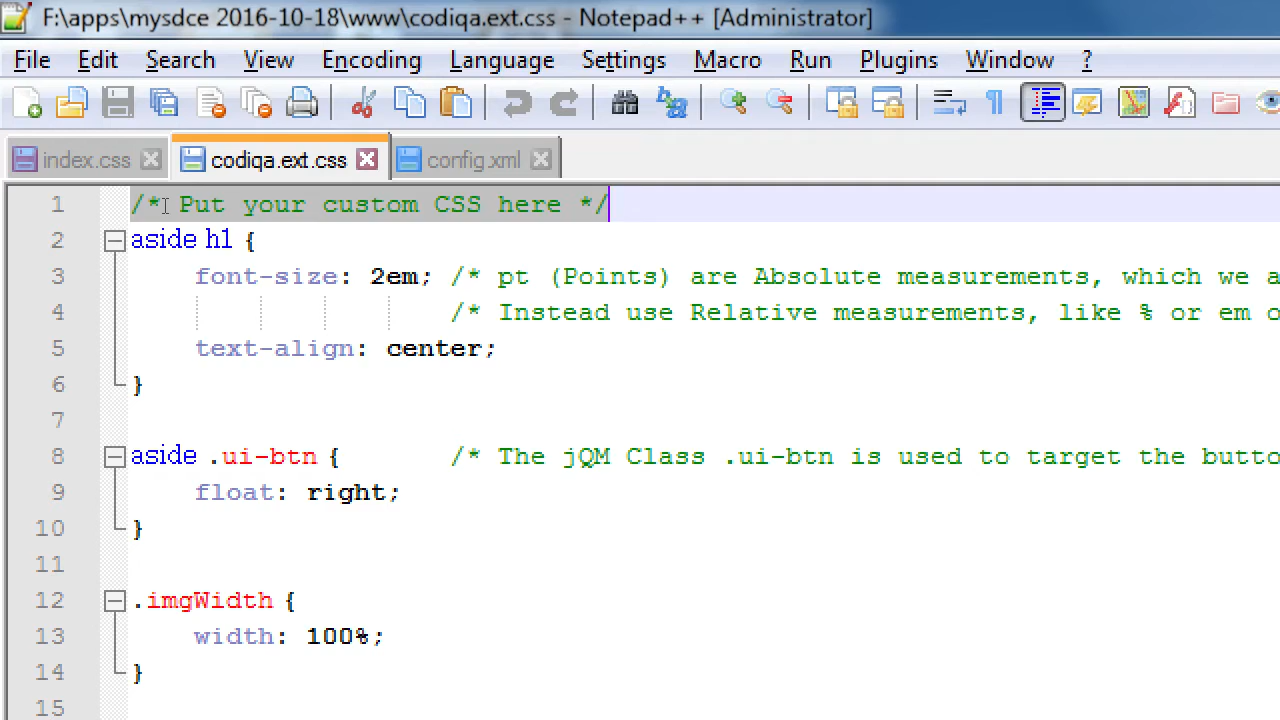 F:\apps\mysdce 2016-10-18\www\codiqa.ext.css - Notepad++ [Administrator]
File Edit Search View Encoding Language Settings Macro Run Plugins Window ?
index.css codiqa.ext.css config.xml
1 /* Put your custom CSS here */
2 aside h1 {
3 font-size: 2em; /* pt (Points) are Absolute measurements, which we a
4 /* Instead use Relative measurements, like % or em o
5 text-align: center;
6 }
7
8 aside .ui-btn { /* The jQM Class .ui-btn is used to target the butto
9 float: right;
10 }
11
12 .imgWidth {
13 width: 100%;
14 }
15